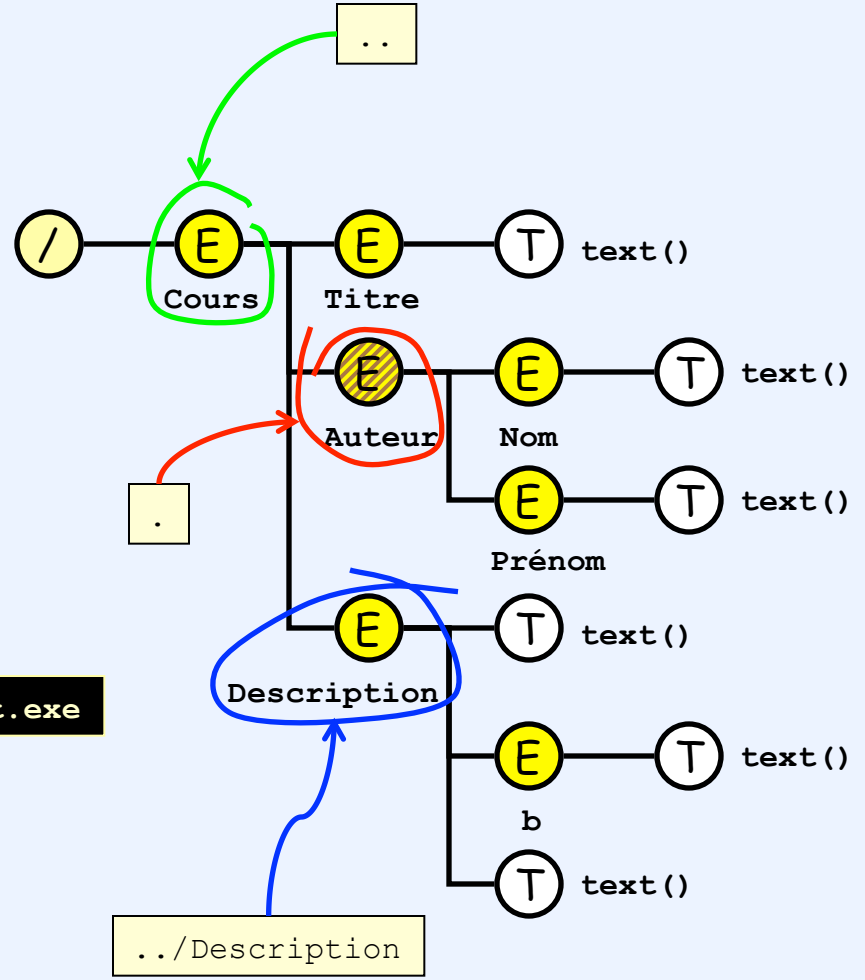 ..
/ E E T text()
Cours Titre
E E T text()
Auteur Nom
.
E T text()
Prénom
E T text()
Description
t.exe
E T text()
b
T text()
../Description